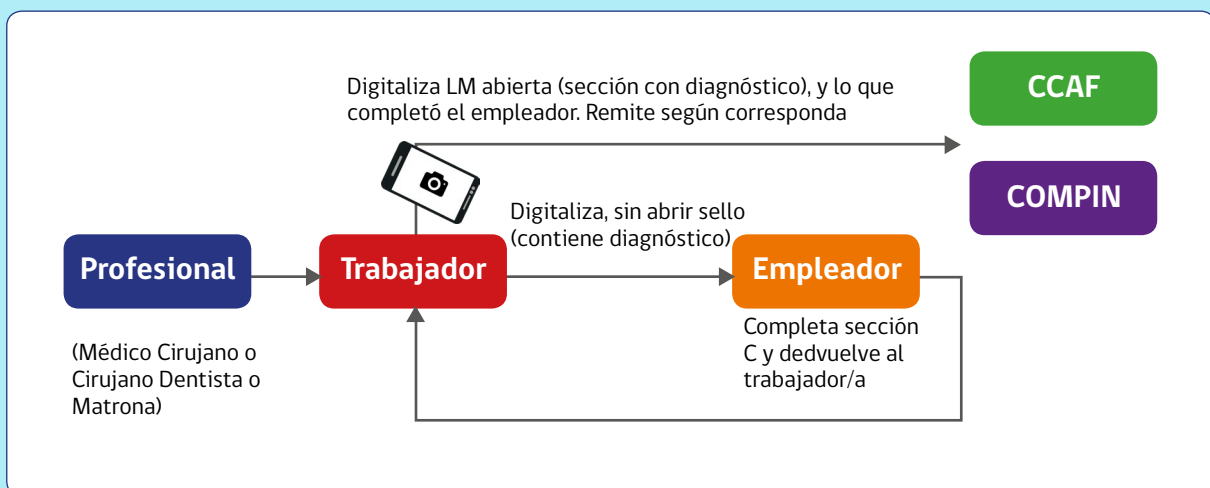 Digitaliza LM abierta (sección con diagnóstico), y lo que
completó el empleador. Remite según corresponda
CCAF
COMPIN
Digitaliza, sin abrir sello
(contiene diagnóstico)
Profesional
Trabajador
Empleador
(Médico Cirujano o
Cirujano Dentista o
Matrona)
Completa sección
C y dedvuelve al
trabajador/a